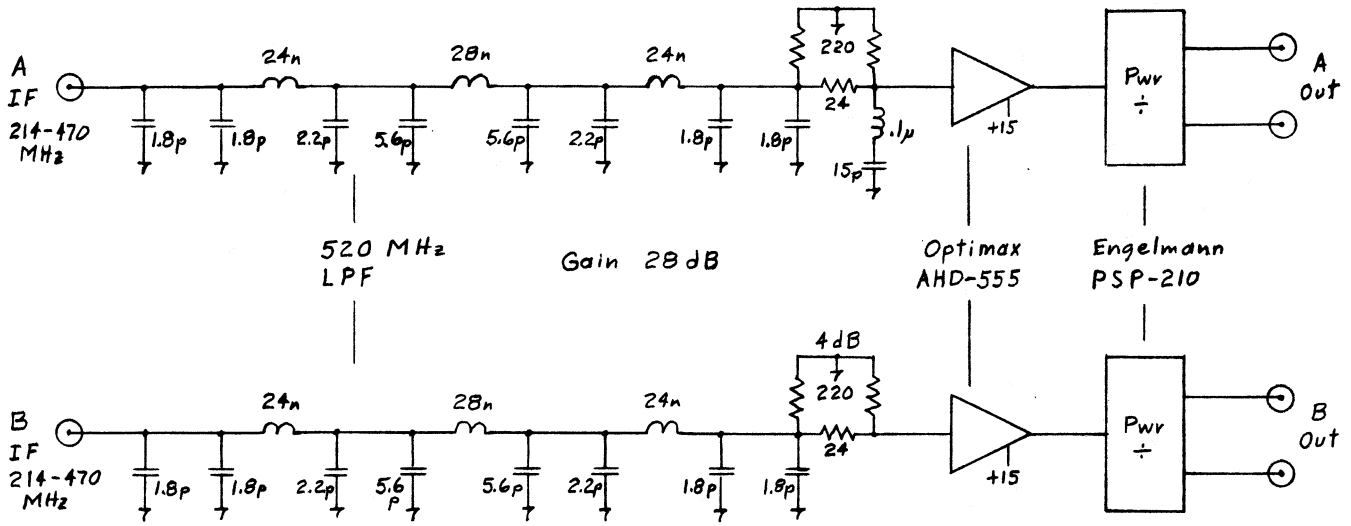 220
24n
28n
24n
A
IF
214-470
MHz
24
.1μ
+15
Pwr
÷
A
Out
1.8p
1.8p
2.2p
5.6p
5.6p
2.2p
1.8p
1.8p
15p
520 MHz
LPF
Gain 28 dB
Optimax
AHD-555
Engelmann
PSP-210
4 dB
220
24n
28n
24n
B
IF
214-470
MHz
24
+15
Pwr
÷
B
Out
1.8p
1.8p
2.2p
5.6
p
5.6p
2.2p
1.8p
1.8p